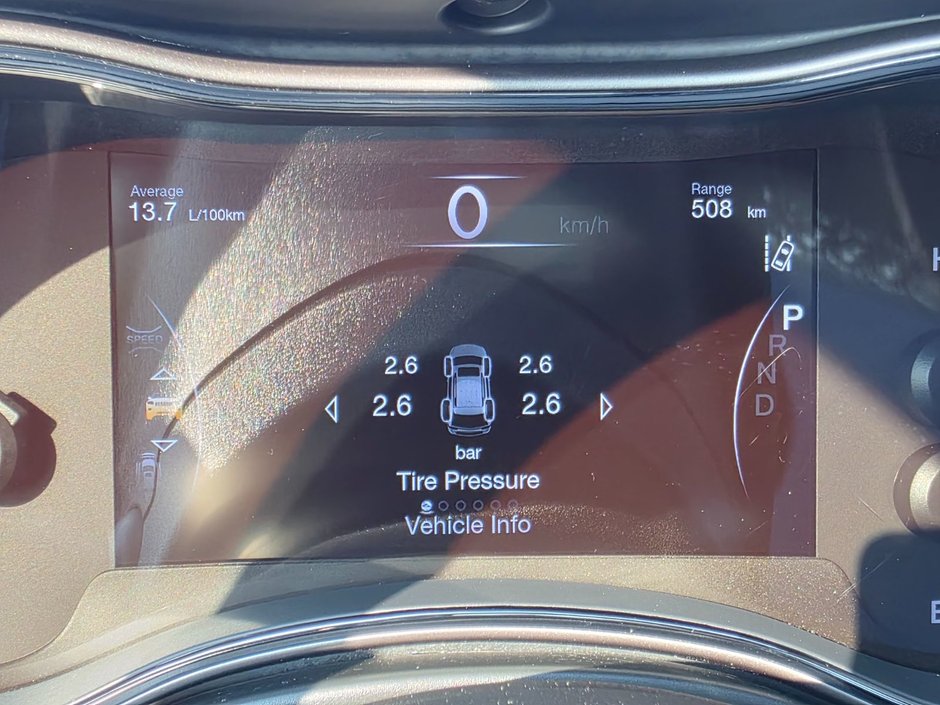 Average
13.7 L/100km
0 km/h
Range
508 km
SPEED
P
R
N
D
2.6 2.6
2.6 2.6
bar
Tire Pressure
Vehicle Info
H